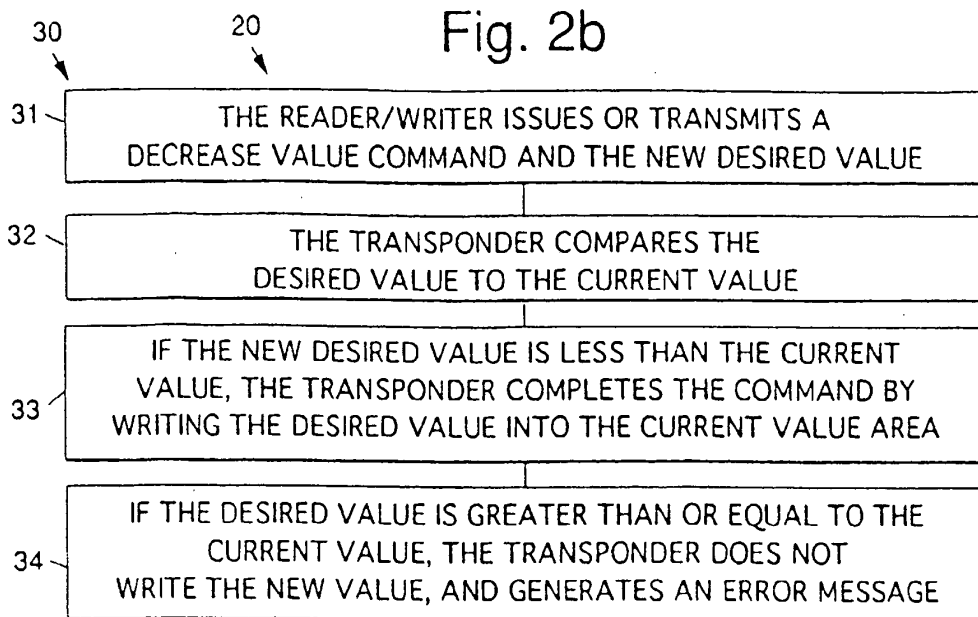 Fig. 2b
30
20
31
THE READER/WRITER ISSUES OR TRANSMITS A
DECREASE VALUE COMMAND AND THE NEW DESIRED VALUE
32
THE TRANSPONDER COMPARES THE
DESIRED VALUE TO THE CURRENT VALUE
33
IF THE NEW DESIRED VALUE IS LESS THAN THE CURRENT
VALUE, THE TRANSPONDER COMPLETES THE COMMAND BY
WRITING THE DESIRED VALUE INTO THE CURRENT VALUE AREA
34
IF THE DESIRED VALUE IS GREATER THAN OR EQUAL TO THE
CURRENT VALUE, THE TRANSPONDER DOES NOT
WRITE THE NEW VALUE, AND GENERATES AN ERROR MESSAGE